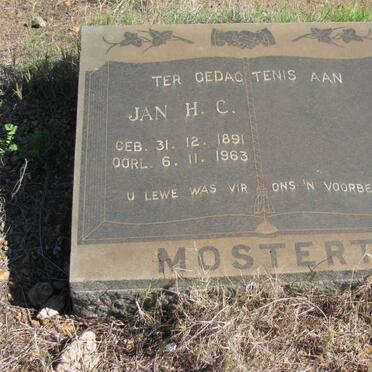 TER GEDAGTENIS AAN
JAN H. C.
GEB. 31. 12. 1891
OORL. 6. 11. 1963
U LEWE WAS VIR ONS 'N VOORBE
MOSTERT